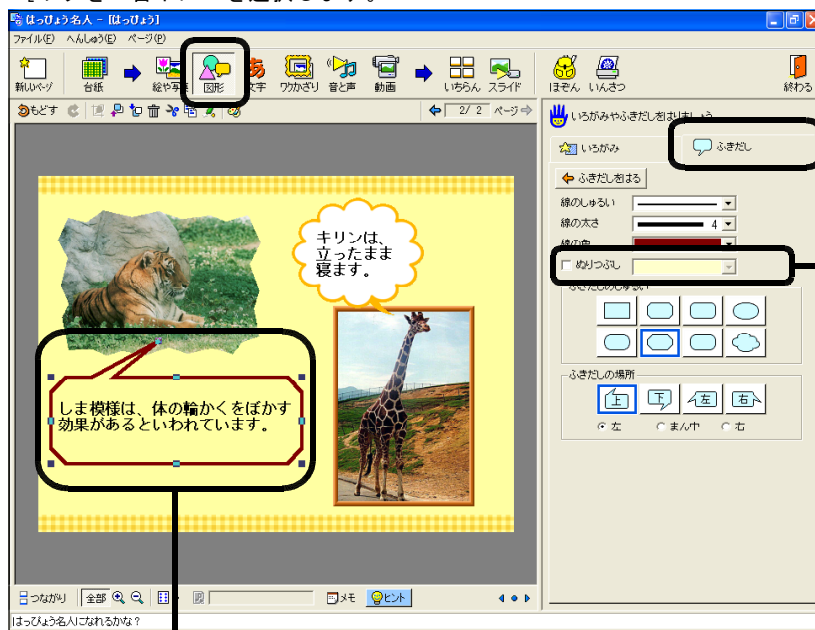 はっぴょう名人 - [はっぴょう]
ファイル(F) へんしゅう(E) ページ(P)
新しいページ 台紙 絵や写真 図形 文字 ワクかざり 音と声 動画 いちらん スライド ほぞん いんさつ 終わる
もどす 2/ 2 ページ
いろがみやふきだしをはりましょう
いろがみ ふきだし
ふきだしをはる
線のしゅるい
線の太さ 4
線の色
ぬりつぶし
ふきだしのしゅるい
ふきだしの場所
上 下 左 右
左 まん中 右
キリンは、
立ったまま
寝ます。
しま模様は、体の輪かくをぼかす
効果があるといわれています。
つながり 全部 メモ ヒント
はっぴょう名人になれるかな?